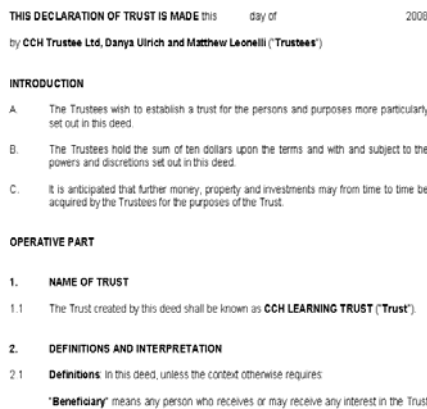 THIS DECLARATION OF TRUST IS MADE this day of 2008
by CCH Trustee Ltd, Danya Ulrich and Matthew Leonelli ("Trustees")
INTRODUCTION
A. The Trustees wish to establish a trust for the persons and purposes more particularly
set out in this deed.
B. The Trustees hold the sum of ten dollars upon the terms and with and subject to the
powers and discretions set out in this deed.
C. It is anticipated that further money, property and investments may from time to time be
acquired by the Trustees for the purposes of the Trust.
OPERATIVE PART
1. NAME OF TRUST
1.1 The Trust created by this deed shall be known as CCH LEARNING TRUST ("Trust").
2. DEFINITIONS AND INTERPRETATION
2.1 Definitions: In this deed, unless the context otherwise requires:
"Beneficiary" means any person who receives or may receive any interest in the Trust